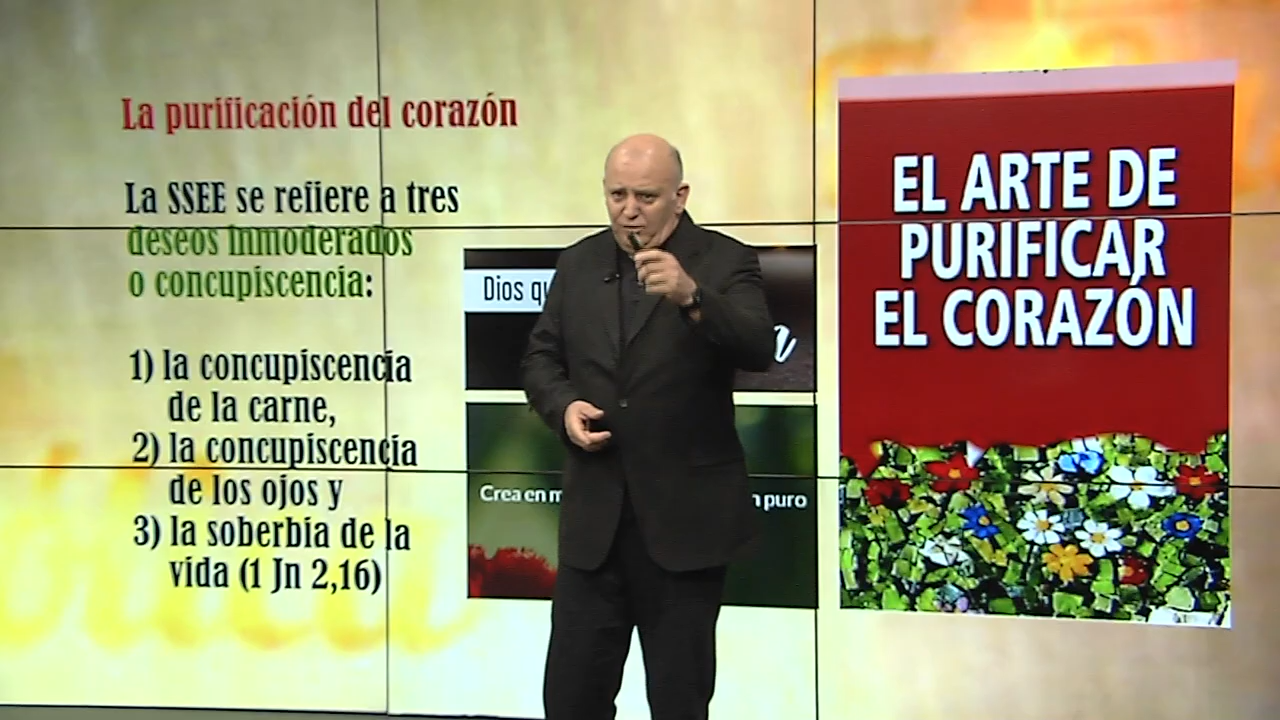 La purificación del corazón
La SSEE se refiere a tres
deseos inmoderados
o concupiscencia:
1) la concupiscencia
de la carne,
2) la concupiscencia
de los ojos y
3) la soberbia de la
vida (1 Jn 2,16)
Dios
Crea en
puro
EL ARTE DE
PURIFICAR
EL CORAZÓN